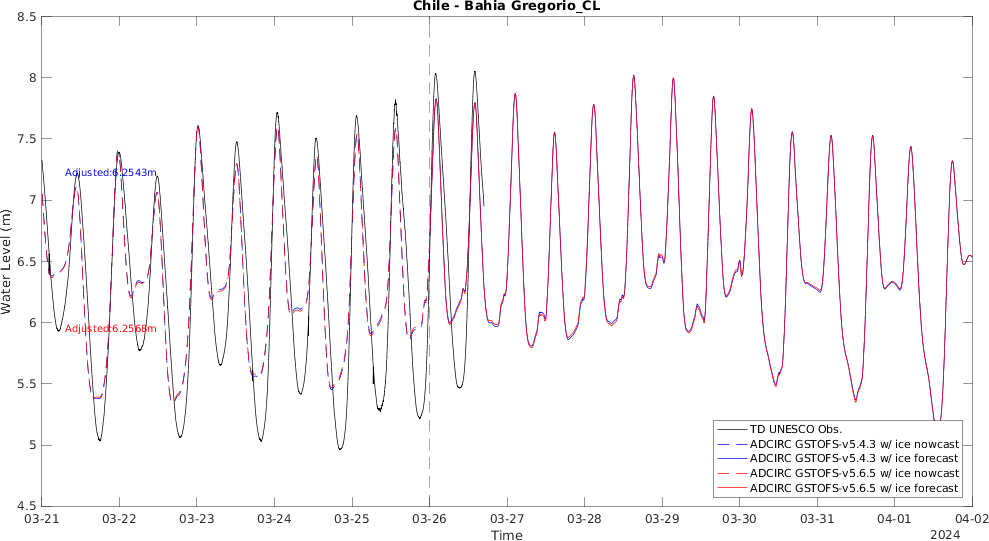 Chile - Bahia Gregorio_CL
8.5
8
7.5
7
6.5
6
5.5
5
4.5
Water Level (m)
Adjusted:6.2543m
Adjusted:6.2568m
TD UNESCO Obs.
ADCIRC GSTOFS-v5.4.3 w/ ice nowcast
ADCIRC GSTOFS-v5.4.3 w/ ice forecast
ADCIRC GSTOFS-v5.6.5 w/ ice nowcast
ADCIRC GSTOFS-v5.6.5 w/ ice forecast
03-21 03-22 03-23 03-24 03-25 03-26 03-27 03-28 03-29 03-30 03-31 04-01 04-02
Time
2024